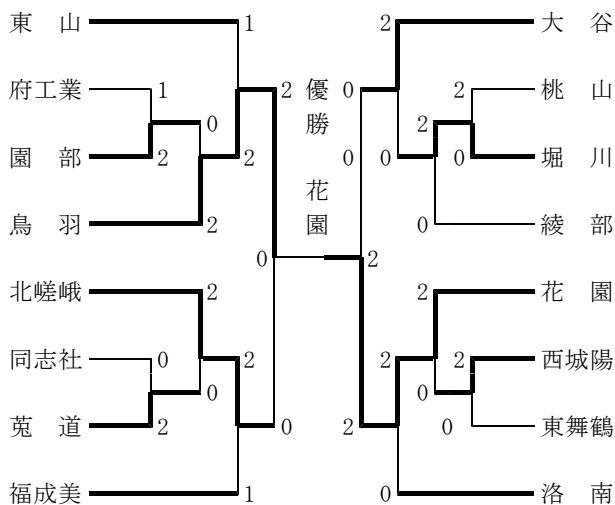 東 山 1 2 大 谷
府工業 1 2 優勝 花園 0 2 桃 山
0 2
園 部 2 2 0 0 0 堀 川
鳥 羽 2 0 綾 部
0 2
北嵯峨 2 2 花 園
同志社 0 2 2 2 西城陽
0 0
莵 道 2 0 2 0 東舞鶴
福成美 1 0 洛 南